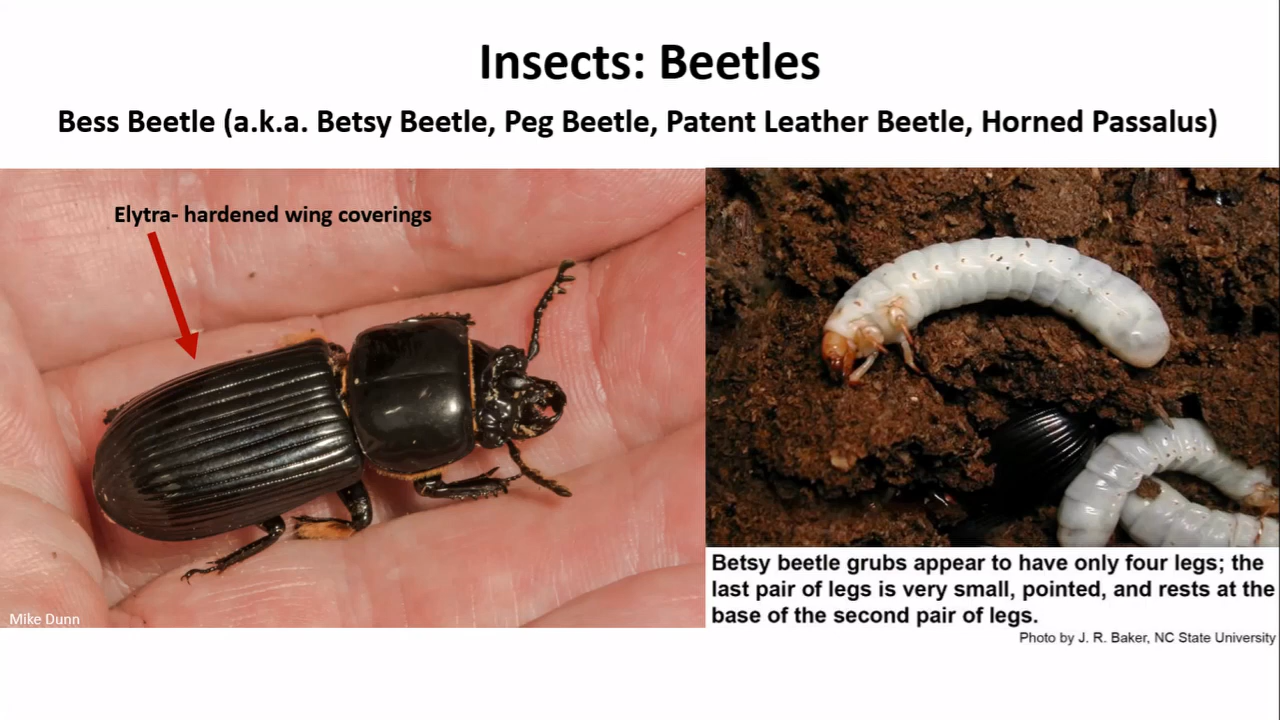 Insects: Beetles
Bess Beetle (a.k.a. Betsy Beetle, Peg Beetle, Patent Leather Beetle, Horned Passalus)
Elytra- hardened wing coverings
Mike Dunn
Betsy beetle grubs appear to have only four legs; the
last pair of legs is very small, pointed, and rests at the
base of the second pair of legs.
Photo by J. R. Baker, NC State University